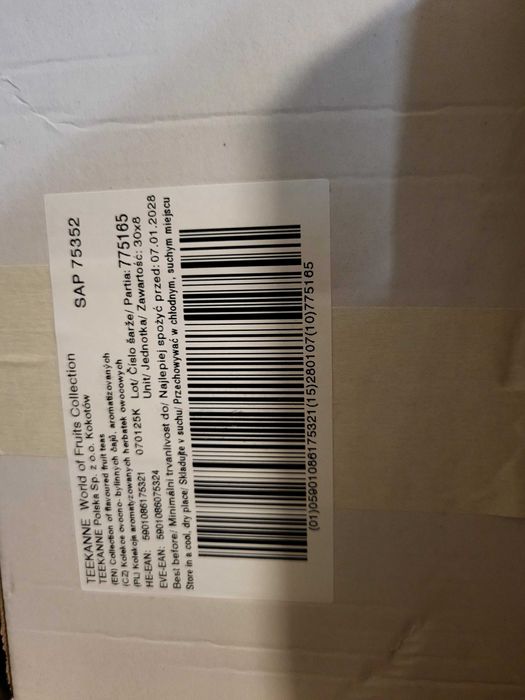 TEEKANNE World of Fruits Collection SAP 75352
TEEKANNE Polska Sp. z o.o. Kokotów
(EN) Collection of flavoured fruit teas
(CZ) Kolekce ovocno- bylinných čajů, aromatizovaných
(PL) Kolekcja aromatyzowanych herbatek owocowych
HE-EAN: 5901086175321 070125K Lot/ Číslo šarže/ Partia: 775165
EVE-EAN: 5901086075324 Unit/ Jednotka/ Zawartość: 30x8
Best before/ Minimální trvanlivost do/ Najlepiej spożyć przed: 07.01.2028
Store in a cool, dry place/ Skladujte v suchu/ Przechowywać w chłodnym, suchym miejscu
(01)05901086175321(15)280107(10)775165